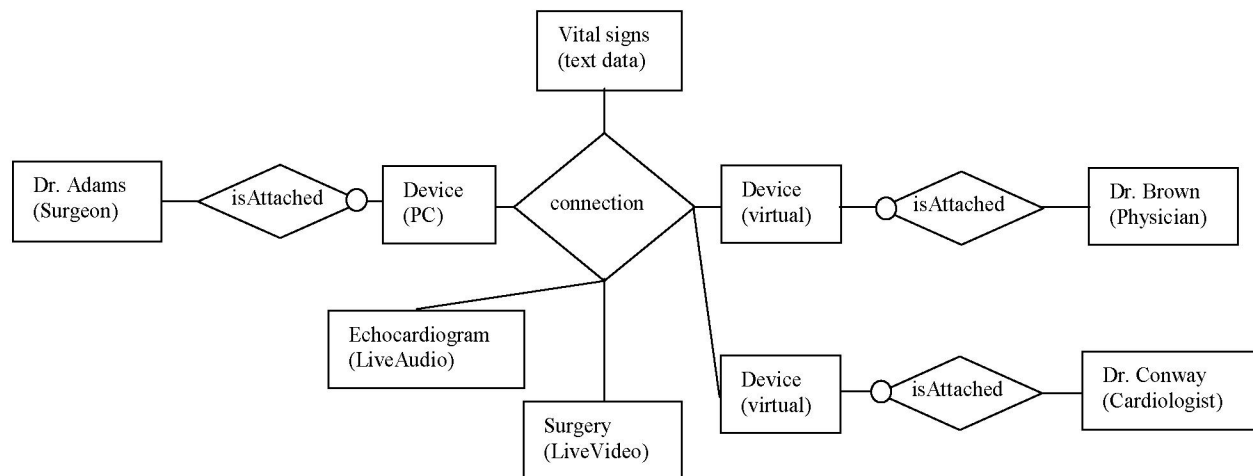 Vital signs
(text data)
Dr. Adams
(Surgeon)
isAttached
Device
(PC)
connection
Device
(virtual)
isAttached
Dr. Brown
(Physician)
Echocardiogram
(LiveAudio)
Surgery
(LiveVideo)
Device
(virtual)
isAttached
Dr. Conway
(Cardiologist)